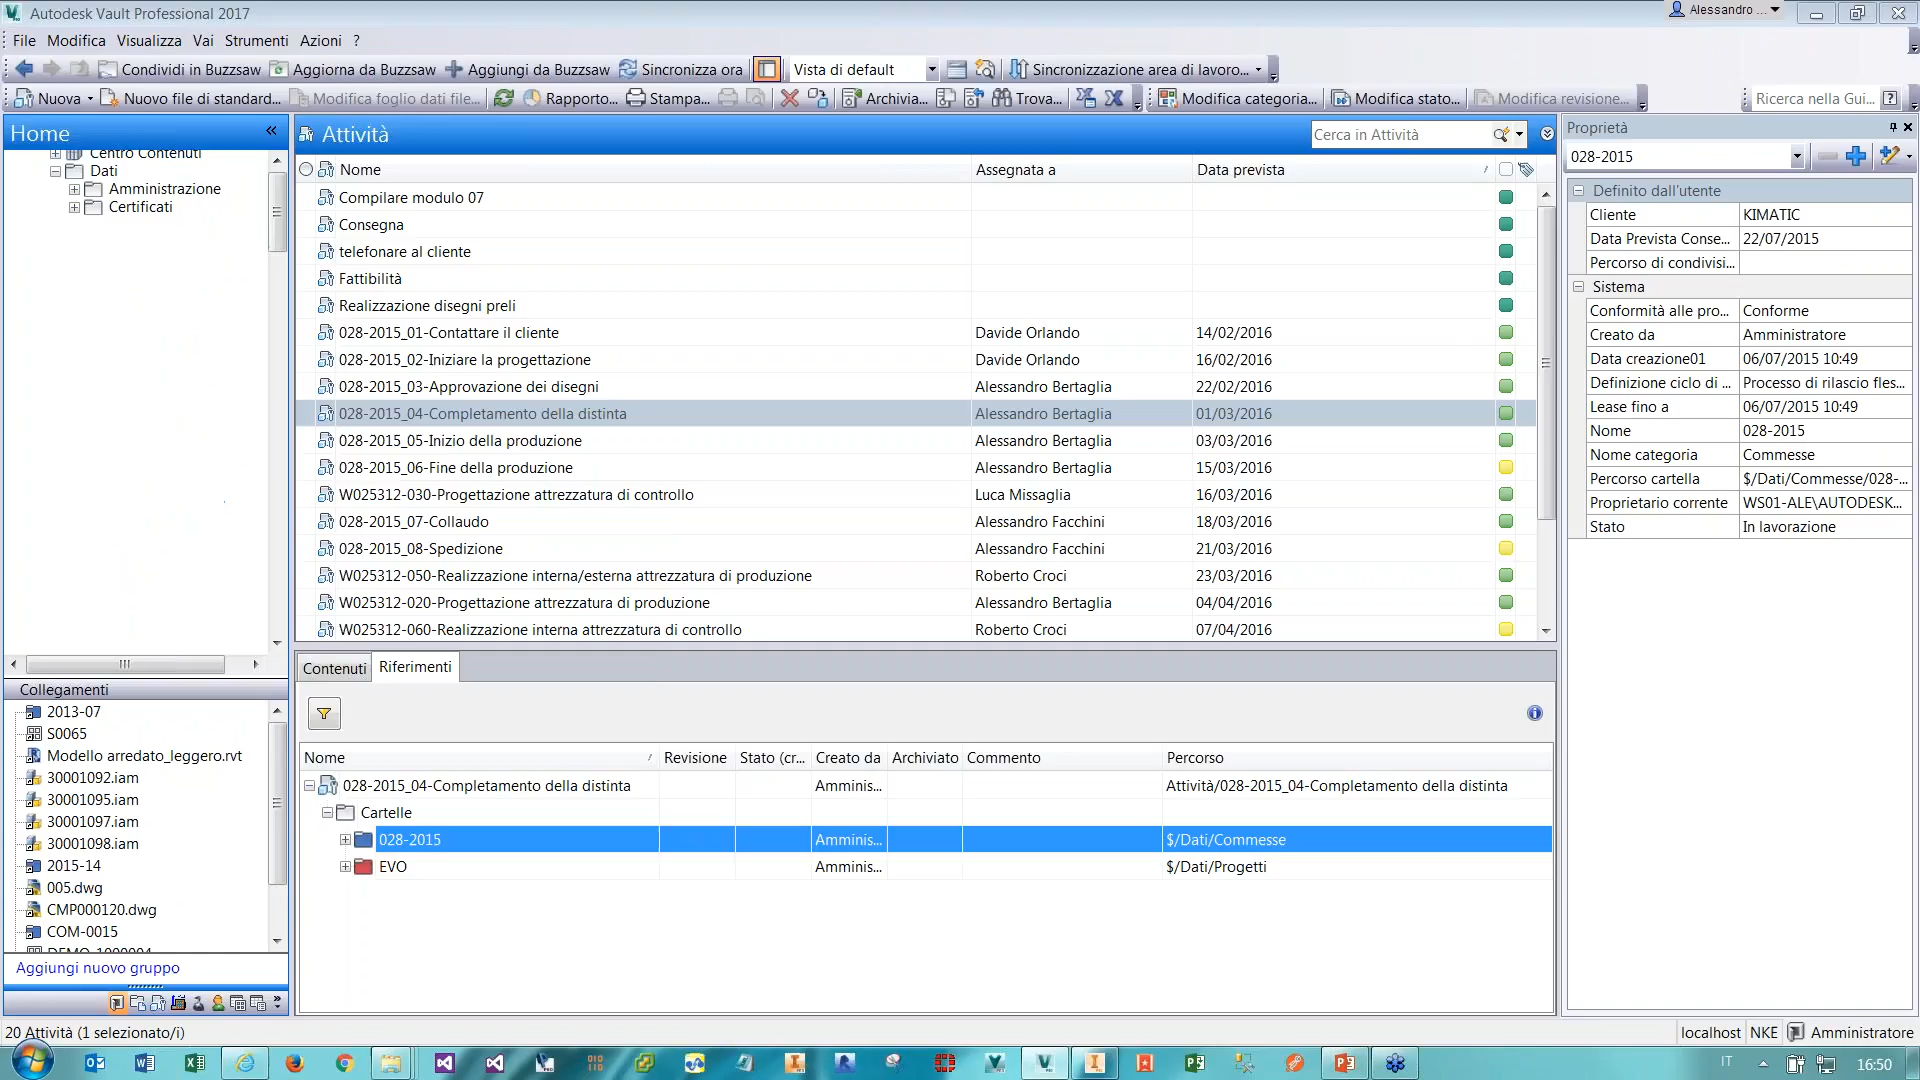 Autodesk Vault Professional 2017
Alessandro ...
File Modifica Visualizza Vai Strumenti Azioni ?
Condividi in Buzzsaw Aggiorna da Buzzsaw Aggiungi da Buzzsaw Sincronizza ora Vista di default Sincronizzazione area di lavoro...
Nuova Nuovo file di standard... Modifica foglio dati file... Rapporto... Stampa... Archivia... Trova... Modifica categoria... Modifica stato... Modifica revisione... Ricerca nella Gui...
Home
Centro Contenuti
Dati
Amministrazione
Certificati
Collegamenti
2013-07
S0065
Modello arredato_leggero.rvt
30001092.iam
30001095.iam
30001097.iam
30001098.iam
2015-14
005.dwg
CMP000120.dwg
COM-0015
Aggiungi nuovo gruppo
Attività
Cerca in Attività
Nome Assegnata a Data prevista
Compilare modulo 07
Consegna
telefonare al cliente
Fattibilità
Realizzazione disegni preli
028-2015_01-Contattare il cliente Davide Orlando 14/02/2016
028-2015_02-Iniziare la progettazione Davide Orlando 16/02/2016
028-2015_03-Approvazione dei disegni Alessandro Bertaglia 22/02/2016
028-2015_04-Completamento della distinta Alessandro Bertaglia 01/03/2016
028-2015_05-Inizio della produzione Alessandro Bertaglia 03/03/2016
028-2015_06-Fine della produzione Alessandro Bertaglia 15/03/2016
W025312-030-Progettazione attrezzatura di controllo Luca Missaglia 16/03/2016
028-2015_07-Collaudo Alessandro Facchini 18/03/2016
028-2015_08-Spedizione Alessandro Facchini 21/03/2016
W025312-050-Realizzazione interna/esterna attrezzatura di produzione Roberto Croci 23/03/2016
W025312-020-Progettazione attrezzatura di produzione Alessandro Bertaglia 04/04/2016
W025312-060-Realizzazione interna attrezzatura di controllo Roberto Croci 07/04/2016
Contenuti Riferimenti
Nome Revisione Stato (cr... Creato da Archiviato Commento Percorso
028-2015_04-Completamento della distinta Amminis... Attività/028-2015_04-Completamento della distinta
Cartelle
028-2015 Amminis... $/Dati/Commesse
EVO Amminis... $/Dati/Progetti
Proprietà
028-2015
Definito dall'utente
Cliente KIMATIC
Data Prevista Conse... 22/07/2015
Percorso di condivisi...
Sistema
Conformità alle pro... Conforme
Creato da Amministratore
Data creazione01 06/07/2015 10:49
Definizione ciclo di ... Processo di rilascio fles...
Lease fino a 06/07/2015 10:49
Nome 028-2015
Nome categoria Commesse
Percorso cartella $/Dati/Commesse/028-...
Proprietario corrente WS01-ALE\AUTODESK...
Stato In lavorazione
20 Attività (1 selezionato/i)
localhost NKE Amministratore
IT 16:50